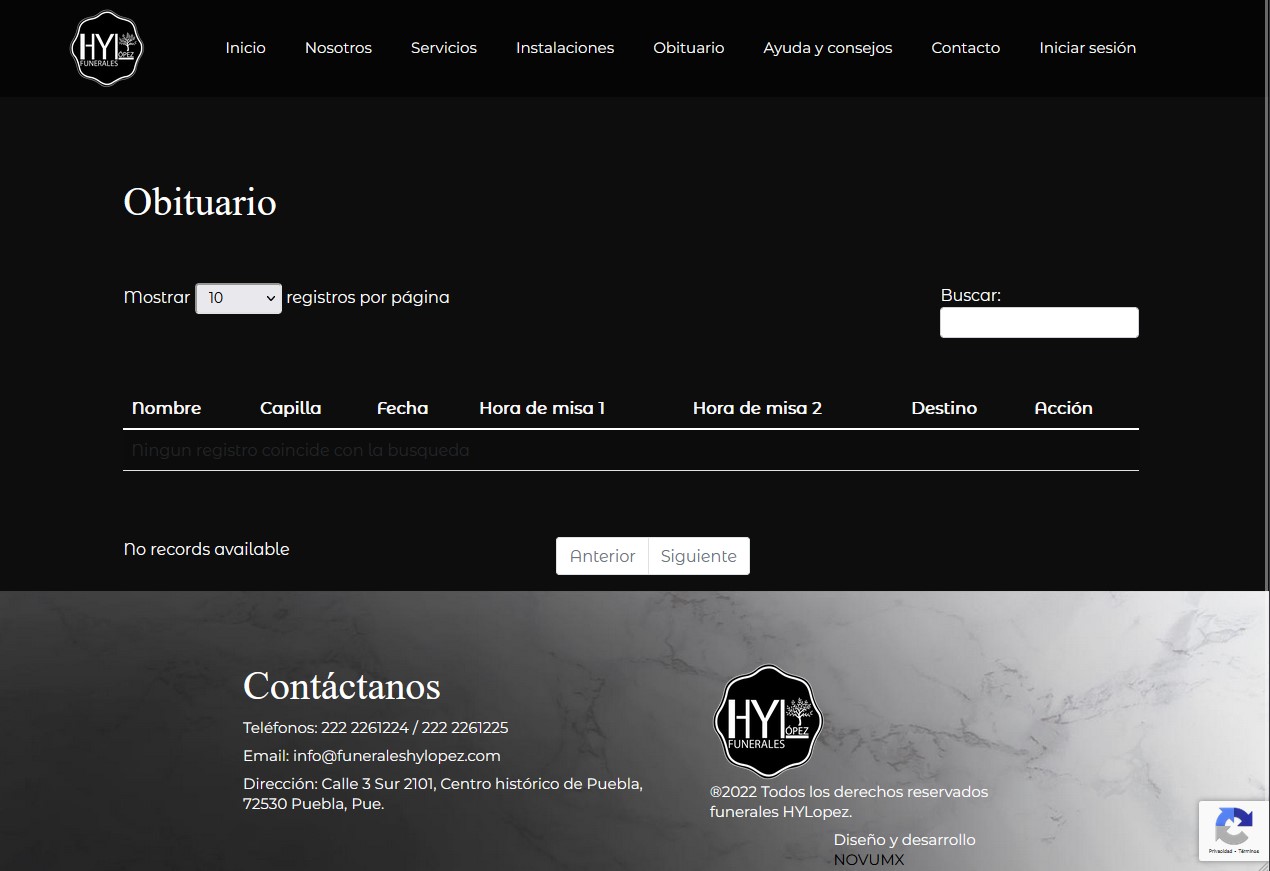 HYL
ÓPEZ
FUNERALES
Inicio
Nosotros
Servicios
Instalaciones
Obituario
Ayuda y consejos
Contacto
Iniciar sesión
Obituario
Mostrar 10 registros por página
Buscar:
Nombre Capilla Fecha Hora de misa 1 Hora de misa 2 Destino Acción
Ningun registro coincide con la busqueda
No records available
Anterior Siguiente
Contáctanos
Teléfonos: 222 2261224 / 222 2261225
Email: info@funeraleshylopez.com
Dirección: Calle 3 Sur 2101, Centro histórico de Puebla,
72530 Puebla, Pue.
HYL
ÓPEZ
FUNERALES
®2022 Todos los derechos reservados
funerales HYLopez.
Diseño y desarrollo
NOVUMX
Privacidad - Términos